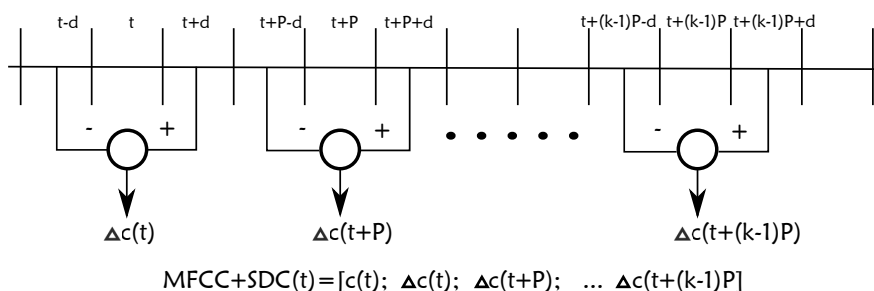 t-d t t+d t+P-d t+P t+P+d t+(k-1)P-d t+(k-1)P t+(k-1)P+d
- + - + - +
Δc(t) Δc(t+P) Δc(t+(k-1)P)
MFCC+SDC(t)=[c(t); Δc(t); Δc(t+P); ... Δc(t+(k-1)P]